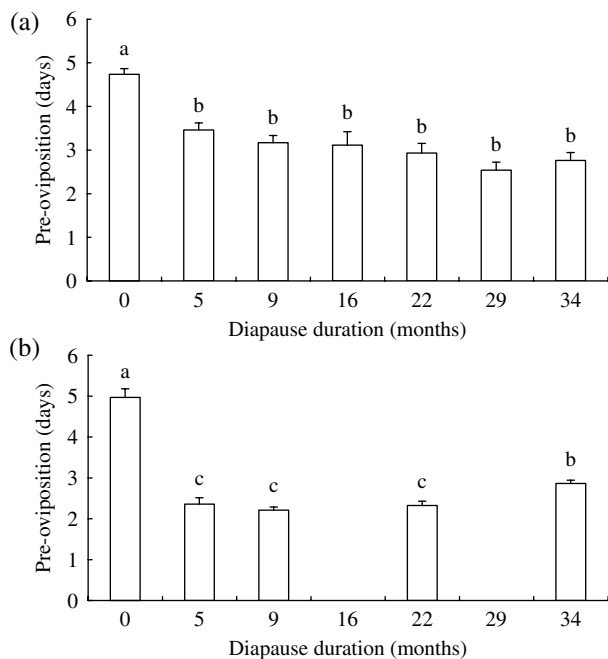 (a)
Pre-oviposition (days)
6
5
4
3
2
1
0
a
b
b
b
b
b
b
0 5 9 16 22 29 34
Diapause duration (months)
(b)
Pre-oviposition (days)
6
5
4
3
2
1
0
a
c
c
c
b
0 5 9 16 22 29 34
Diapause duration (months)